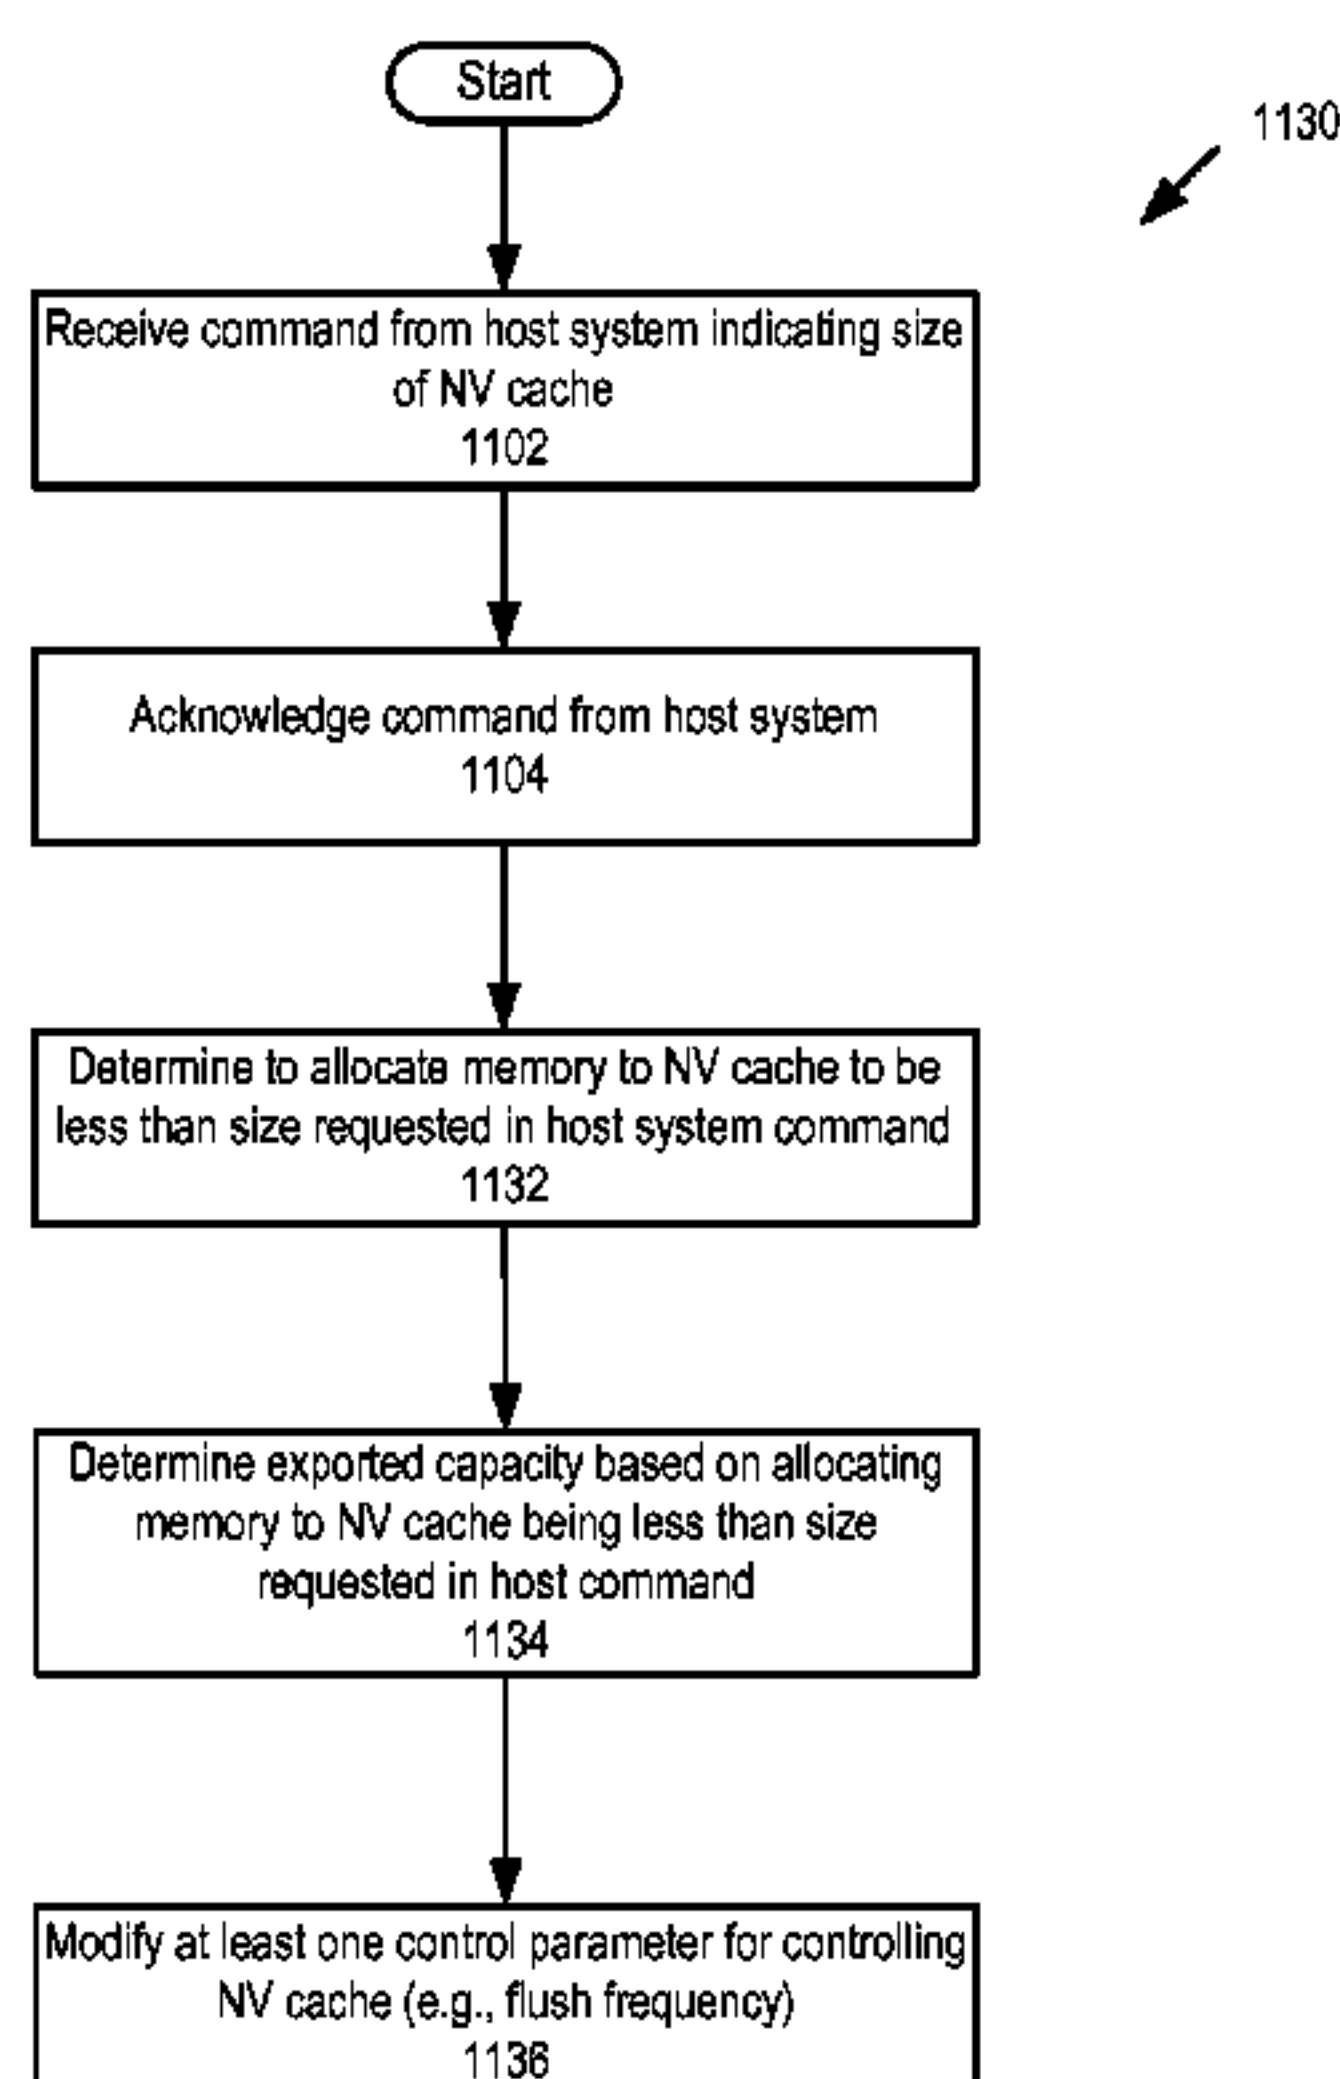 Start
1130
Receive command from host system indicating size
of NV cache
1102
Acknowledge command from host system
1104
Determine to allocate memory to NV cache to be
less than size requested in host system command
1132
Determine exported capacity based on allocating
memory to NV cache being less than size
requested in host command
1134
Modify at least one control parameter for controlling
NV cache (e.g., flush frequency)
1136